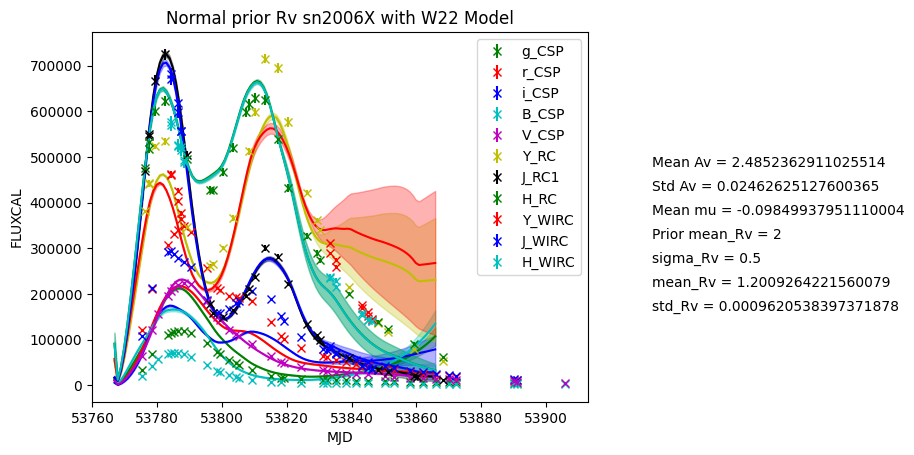 Normal prior Rv sn2006X with W22 Model
FLUXCAL
700000
600000
500000
400000
300000
200000
100000
0
53760
53780
53800
53820
53840
53860
53880
53900
MJD
g_CSP
r_CSP
i_CSP
B_CSP
V_CSP
Y_RC
J_RC1
H_RC
Y_WIRC
J_WIRC
H_WIRC
Mean Av = 2.4852362911025514
Std Av = 0.02462625127600365
Mean mu = -0.09849937951110004
Prior mean_Rv = 2
sigma_Rv = 0.5
mean_Rv = 1.2009264221560079
std_Rv = 0.0009620538397371878